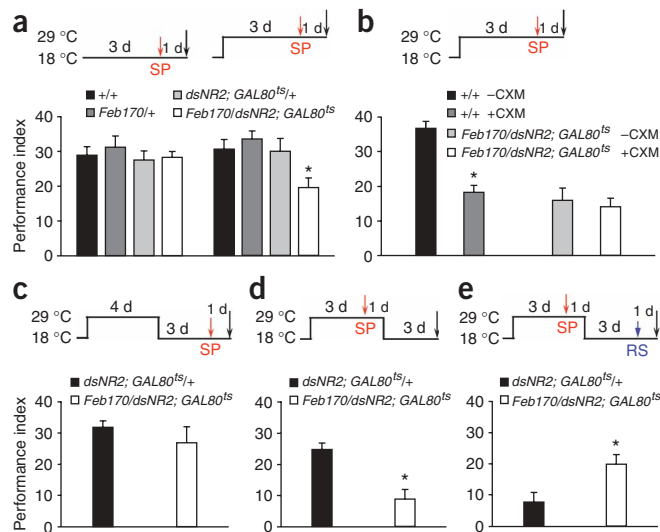 a
29 °C
18 °C
3 d
1 d
SP
3 d
1 d
SP
+/+
dsNR2; GAL80ts/+
Feb170/+
Feb170/dsNR2; GAL80ts
Performance index
40
30
20
10
0
*
b
29 °C
18 °C
3 d
1 d
SP
+/+ –CXM
+/+ +CXM
Feb170/dsNR2; GAL80ts –CXM
Feb170/dsNR2; GAL80ts +CXM
40
30
20
10
0
*
c
29 °C
18 °C
4 d
3 d
1 d
SP
dsNR2; GAL80ts/+
Feb170/dsNR2; GAL80ts
Performance index
40
30
20
10
0
d
3 d
1 d
SP
3 d
dsNR2; GAL80ts/+
Feb170/dsNR2; GAL80ts
40
30
20
10
0
*
e
29 °C
18 °C
3 d
1 d
SP
3 d
1 d
RS
dsNR2; GAL80ts/+
Feb170/dsNR2; GAL80ts
40
30
20
10
0
*